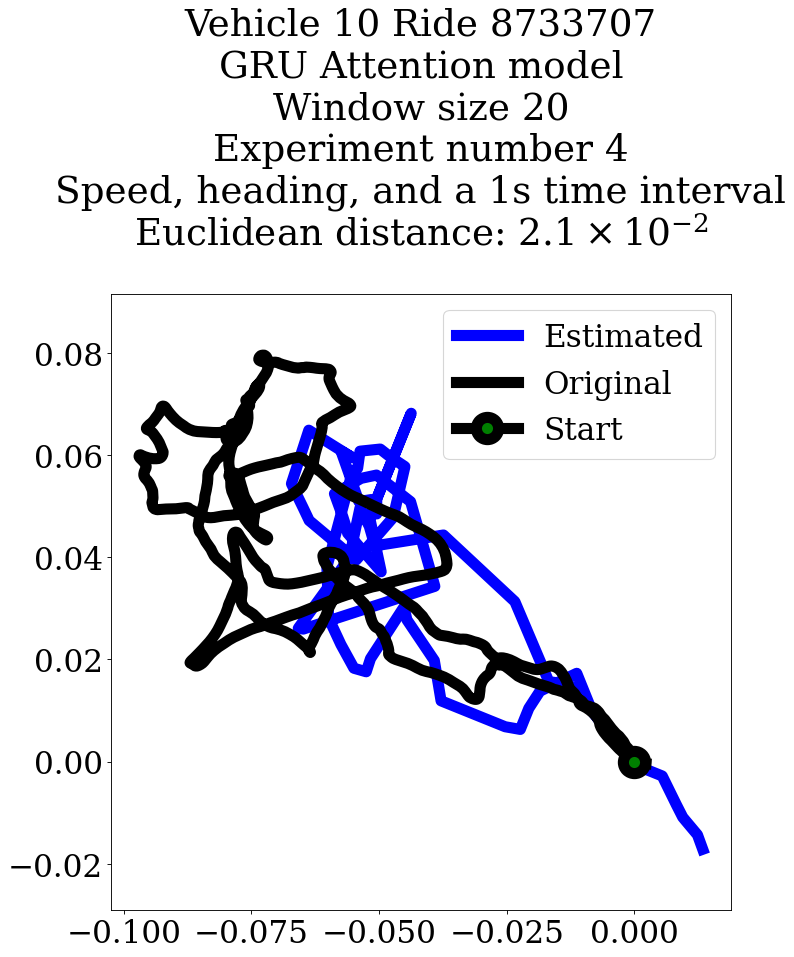 Vehicle 10 Ride 8733707
GRU Attention model
Window size 20
Experiment number 4
Speed, heading, and a 1s time interval
Euclidean distance: 2.1 × 10⁻²
Estimated
Original
Start
0.08
0.06
0.04
0.02
0.00
−0.02
−0.100 −0.075 −0.050 −0.025 0.000